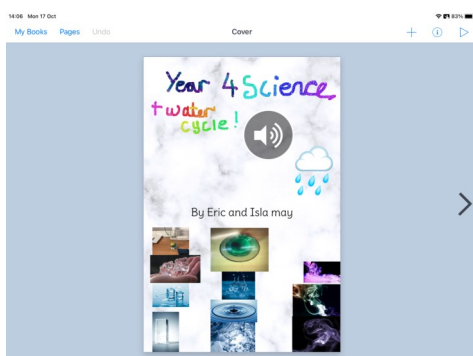 14:06 Mon 17 Oct
83%
My Books Pages Undo
Cover
Year 4 Science
+ water
cycle!
By Eric and Isla may